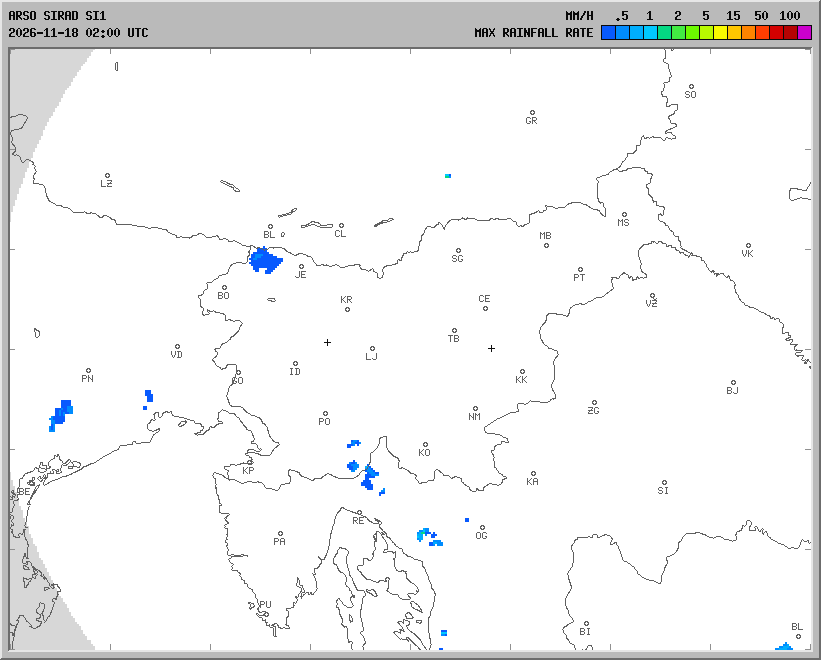 ARSO SIRAD SI1
2026-11-18 02:00 UTC
MM/H .5 1 2 5 15 50 100
MAX RAINFALL RATE
SO
GR
LZ
MS
BL
CL
MB
VK
SG
JE
PT
BO
KR
CE
VZ
TB
VD
LJ
PN
ID
GO
KK
BJ
ZG
NM
PO
KO
KP
KA
BE
SI
RE
OG
PA
PU
BI
BL